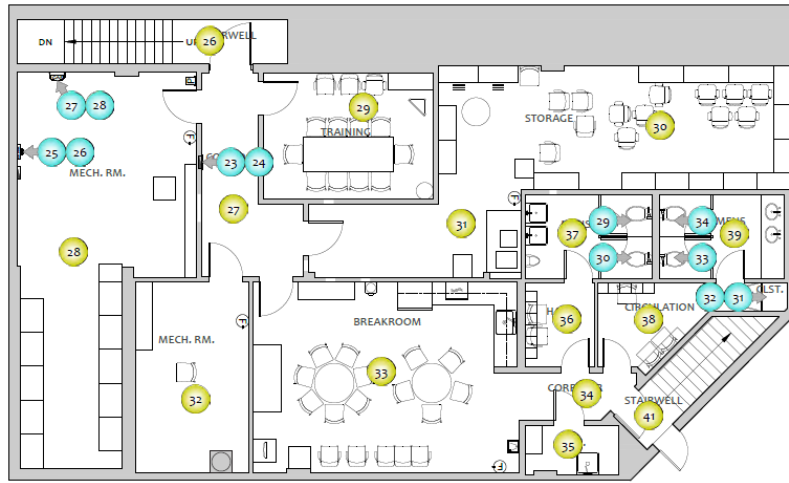 DN
UP
26
27 28
29
TRAINING
STORAGE
30
25 26
MECH. RM.
23 24
27
28
31
F
F
37
29
30
34
33
39
32 31
CLST.
CIRCULATION
36
38
BREAKROOM
MECH. RM.
F
32
33
34
STAIRWELL
41
35
F